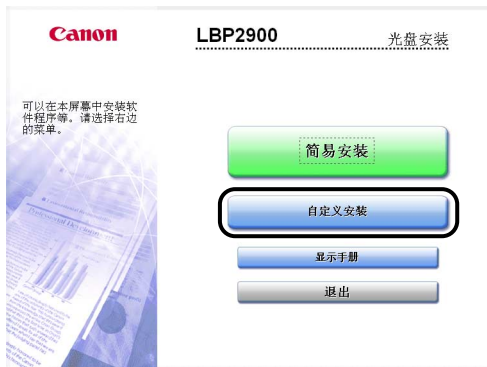 Canon
LBP2900
光盘安装
可以在本屏幕中安装软
件程序等。请选择右边
的菜单。
简易安装
自定义安装
显示手册
退出